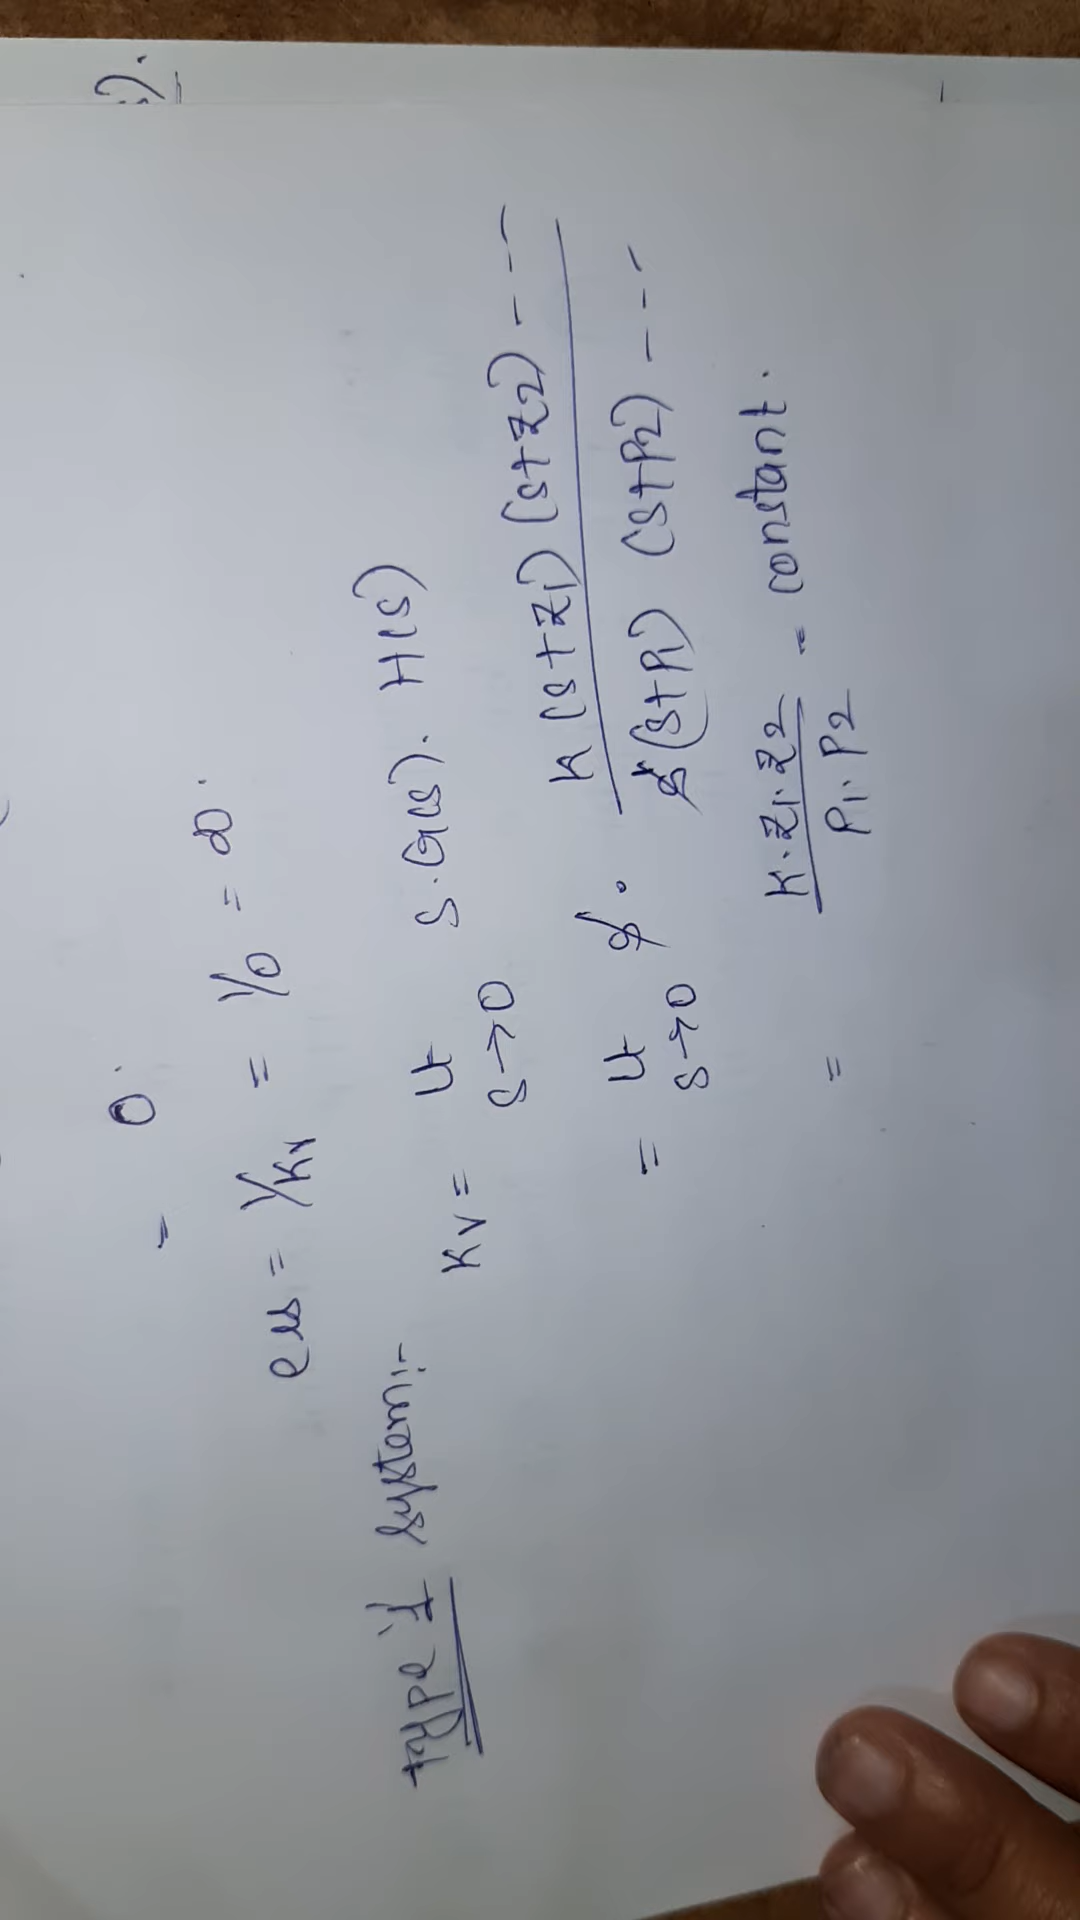 = 0.
ess = 1/Kv = 1/0 = ∞.
type '1' system:-
Kv = Lt s→0 S.G(s). H(s)
= Lt s→0 s. K(s+Z1)(s+Z2)--- / s(s+P1)(s+P2)---
= K.Z1.Z2 / P1.P2 = constant.